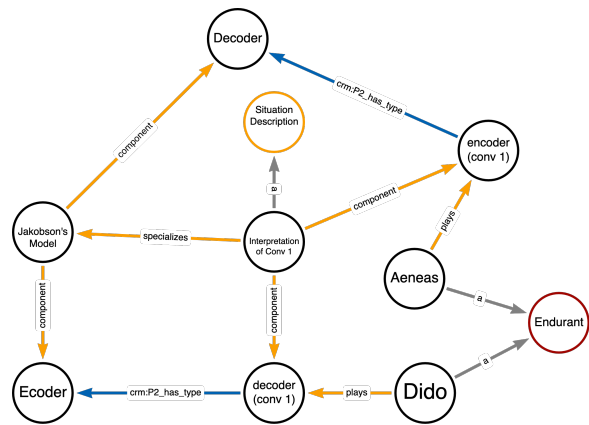 Decoder
crm:P2_has_type
Situation
Description
encoder
(conv 1)
component
a
component
plays
Jakobson's
Model
specializes
Interpretation
of Conv 1
Aeneas
a
Endurant
component
component
a
Ecoder
crm:P2_has_type
decoder
(conv 1)
plays
Dido